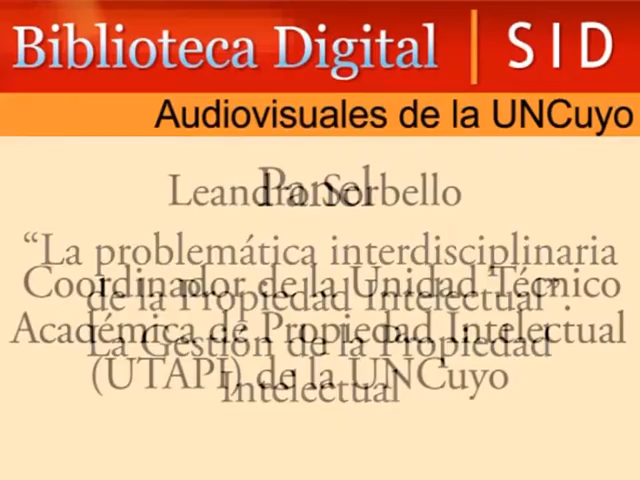 Biblioteca Digital | SID
Audiovisuales de la UNCuyo
Panel
Leandro Sorbello
“La problemática interdisciplinaria
de la Propiedad Intelectual”.
La Gestión de la Propiedad
Intelectual
Coordinador de la Unidad Técnico
Académica de Propiedad Intelectual
(UTAPI) de la UNCuyo